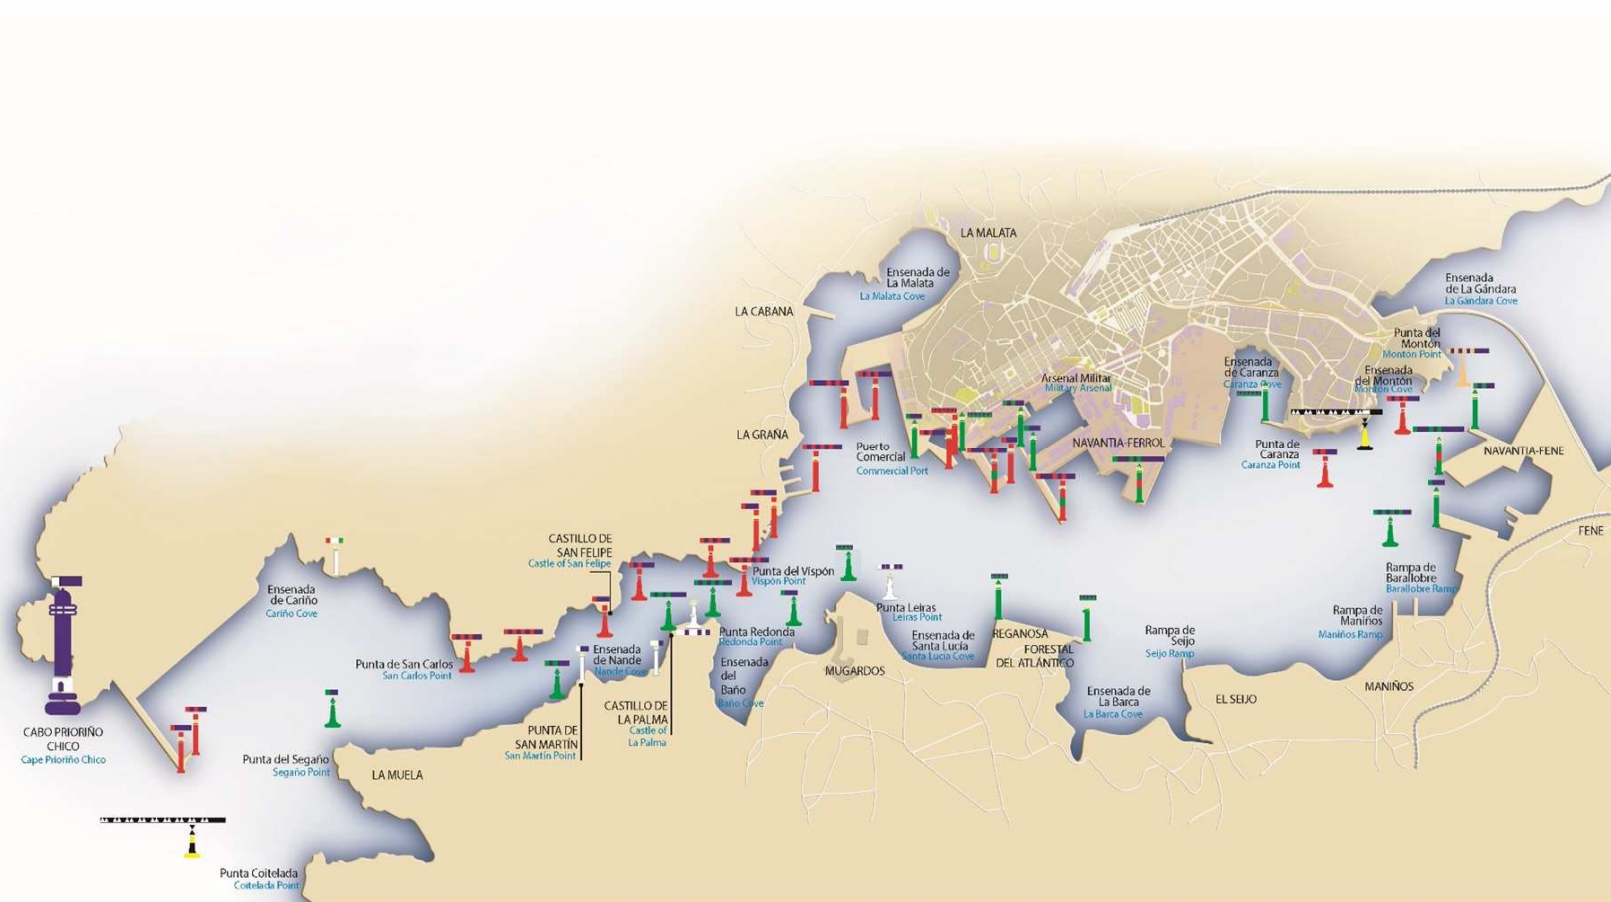 LA MALATA
Ensenada de
La Malata
La Malata Cove
LA CABANA
Ensenada
de La Gándara
La Gándara Cove
Punta del
Montón
Montón Point
Ensenada
de Caranza
Caranza Cove
Ensenada
del Montón
Montón Cove
Arsenal Militar
Military Arsenal
LA GRAÑA
Puerto
Comercial
Commercial Port
NAVANTIA-FERROL
Punta de
Caranza
Caranza Point
NAVANTIA-FENE
FENE
CASTILLO DE
SAN FELIPE
Castle of San Felipe
Punta del Vispón
Vispón Point
Rampa de
Barallobre
Barallobre Ramp
Ensenada
de Cariño
Cariño Cove
Punta Leiras
Leiras Point
Rampa de
Maniños
Maniños Ramp
Punta Redonda
Redonda Point
Ensenada de
Santa Lucía
Santa Lucía Cove
REGANOSA
FORESTAL
DEL ATLÁNTICO
Rampa de
Seijo
Seijo Ramp
Punta de San Carlos
San Carlos Point
Ensenada
de Nande
Nande Cove
Ensenada
del
Baño
Baño Cove
MUGARDOS
Ensenada de
La Barca
La Barca Cove
EL SEIJO
MANIÑOS
CASTILLO DE
LA PALMA
Castle of
La Palma
PUNTA DE
SAN MARTÍN
San Martín Point
CABO PRIORIÑO
CHICO
Cape Prioriño Chico
Punta del Segaño
Segaño Point
LA MUELA
Punta Coitelada
Coitelada Point